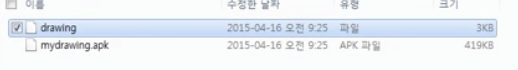 이름 수정한 날짜 유형 크기
drawing 2015-04-16 오전 9:25 파일 3KB
mydrawing.apk 2015-04-16 오전 9:25 APK 파일 419KB